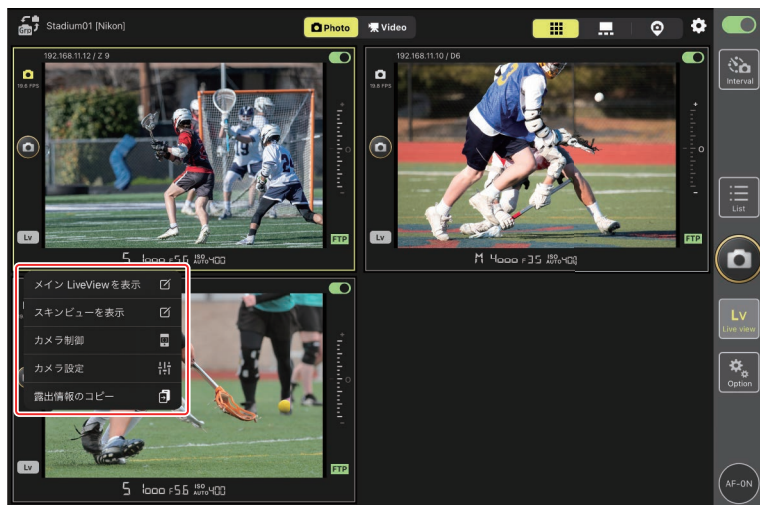 Grp
Stadium01 [Nikon]
Photo
Video
192.168.11.12 / Z 9
19.8 FPS
Lv
FTP
S 1000 F5.6 ISO AUTO 400
192.168.11.10 / D6
19.8 FPS
Lv
FTP
M 4000 F3.5 ISO AUTO 400
メイン LiveViewを表示
スキンビューを表示
カメラ制御
カメラ設定
露出情報のコピー
Lv
FTP
S 1000 F5.6 ISO AUTO 400
Interval
List
Lv
Live view
Option
AF-ON